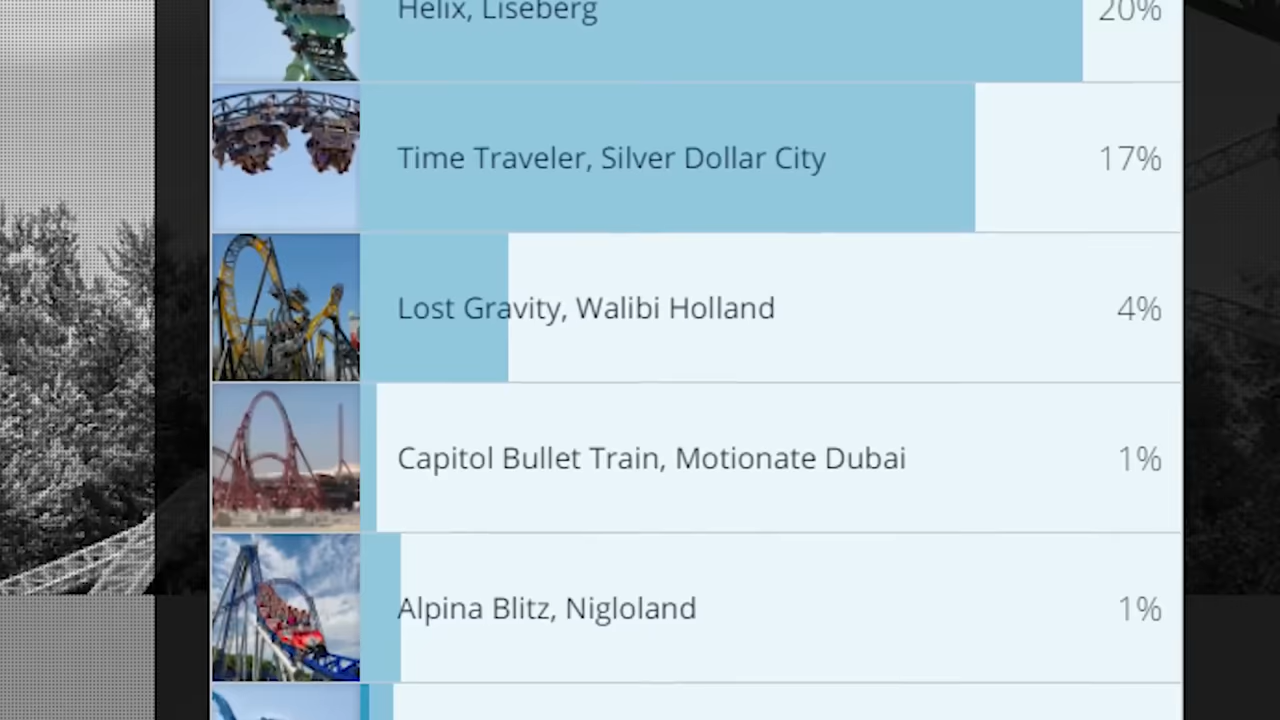 Helix, Liseberg 20%
Time Traveler, Silver Dollar City 17%
Lost Gravity, Walibi Holland 4%
Capitol Bullet Train, Motionate Dubai 1%
Alpina Blitz, Nigloland 1%